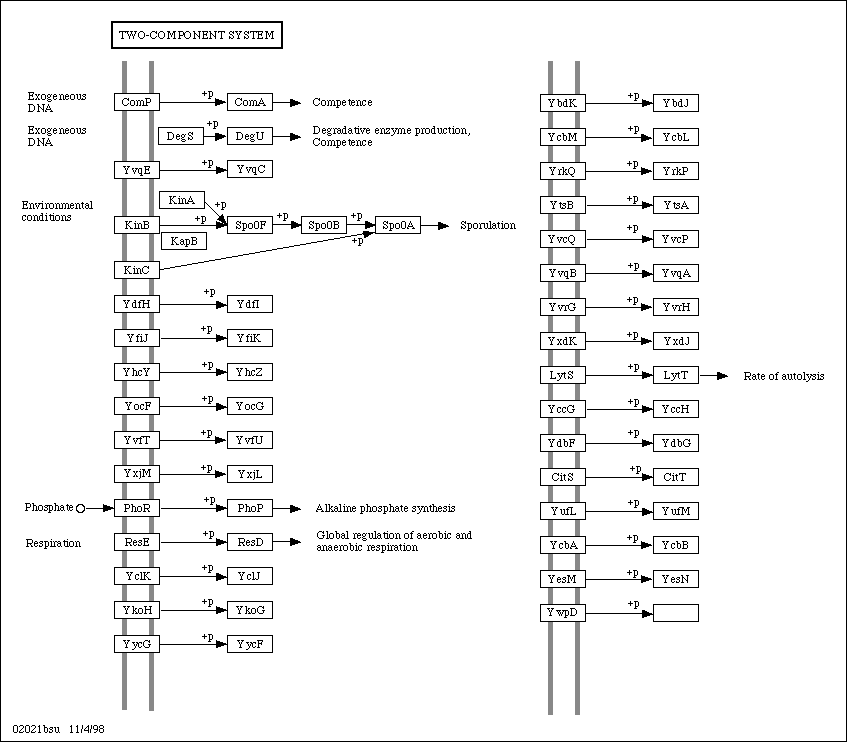 TWO-COMPONENT SYSTEM
Exogeneous
DNA
ComP
+p
ComA
Competence
Exogeneous
DNA
DegS
+p
DegU
Degradative enzyme production,
Competence
YvqE
+p
YvqC
Environmental
conditions
KinA
+p
KinB
+p
Spo0F
+p
Spo0B
+p
Spo0A
Sporulation
KapB
+p
KinC
YdfH
+p
YdfI
YfiJ
+p
YfiK
YhcY
+p
YhcZ
YocF
+p
YocG
YvfT
+p
YvfU
YxjM
+p
YxjL
Phosphate
PhoR
+p
PhoP
Alkaline phosphate synthesis
Respiration
ResE
+p
ResD
Global regulation of aerobic and
anaerobic respiration
YclK
+p
YclJ
YkoH
+p
YkoG
YycG
+p
YycF
YbdK
+p
YbdJ
YcbM
+p
YcbL
YrkQ
+p
YrkP
YtsB
+p
YtsA
YvcQ
+p
YvcP
YvqB
+p
YvqA
YvrG
+p
YvrH
YxdK
+p
YxdJ
LytS
+p
LytT
Rate of autolysis
YccG
+p
YccH
YdbF
+p
YdbG
CitS
+p
CitT
YufL
+p
YufM
YcbA
+p
YcbB
YesM
+p
YesN
YwpD
+p
02021bsu 11/4/98